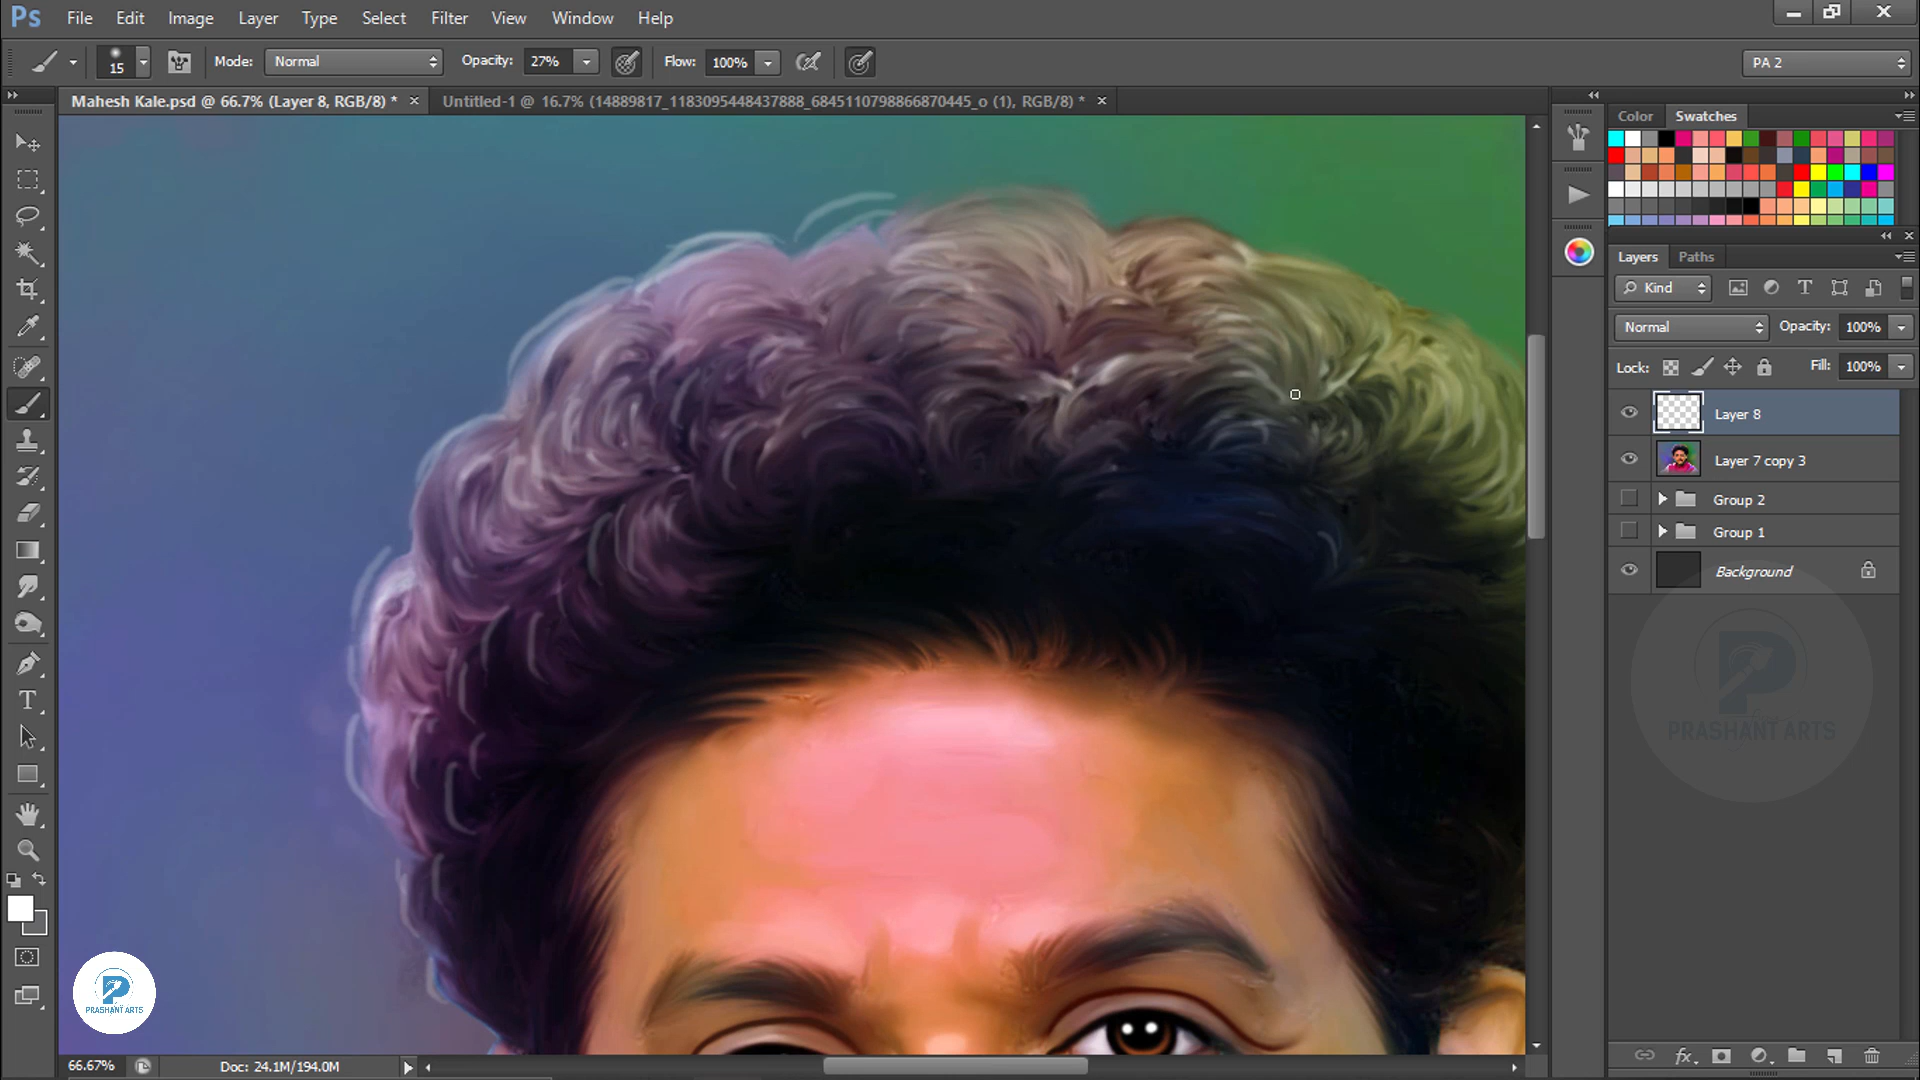 Ps File Edit Image Layer Type Select Filter View Window Help
15 Mode: Normal Opacity: 27% Flow: 100% PA 2
Mahesh Kale.psd @ 66.7% (Layer 8, RGB/8) * × Untitled-1 @ 16.7% (14889817_1183095448437888_6845110798866870445_o (1), RGB/8) * ×
Color Swatches
Layers Paths
Kind
Normal Opacity: 100%
Lock: Fill: 100%
Layer 8
Layer 7 copy 3
Group 2
Group 1
Background
PRASHANT ARTS
PRASHANT ARTS
66.67% Doc: 24.1M/194.0M